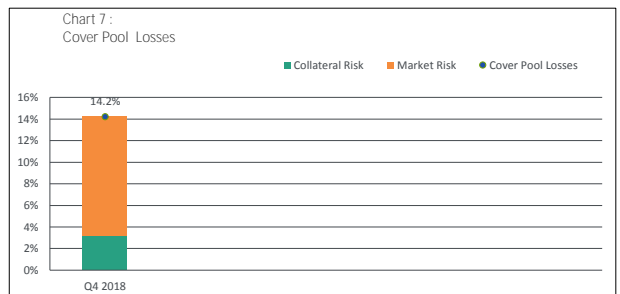 Chart 7 :
Cover Pool Losses
Collateral Risk Market Risk Cover Pool Losses
16%
14.2%
14%
12%
10%
8%
6%
4%
2%
0%
Q4 2018